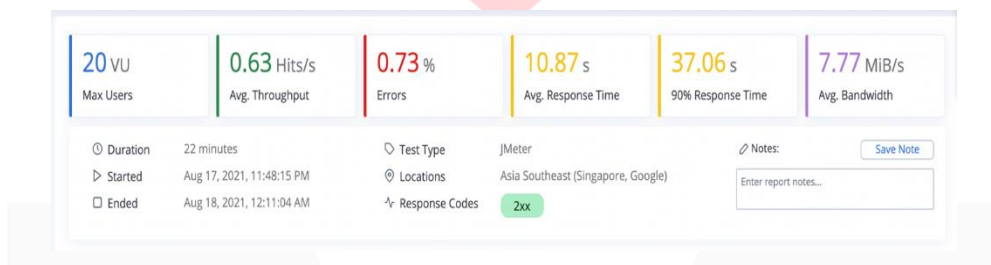 20 VU
Max Users
0.63 Hits/s
Avg. Throughput
0.73 %
Errors
10.87 s
Avg. Response Time
37.06 s
90% Response Time
7.77 MiB/s
Avg. Bandwidth
Duration 22 minutes
Started Aug 17, 2021, 11:48:15 PM
Ended Aug 18, 2021, 12:11:04 AM
Test Type JMeter
Locations Asia Southeast (Singapore, Google)
Response Codes 2xx
Notes: Save Note
Enter report notes...